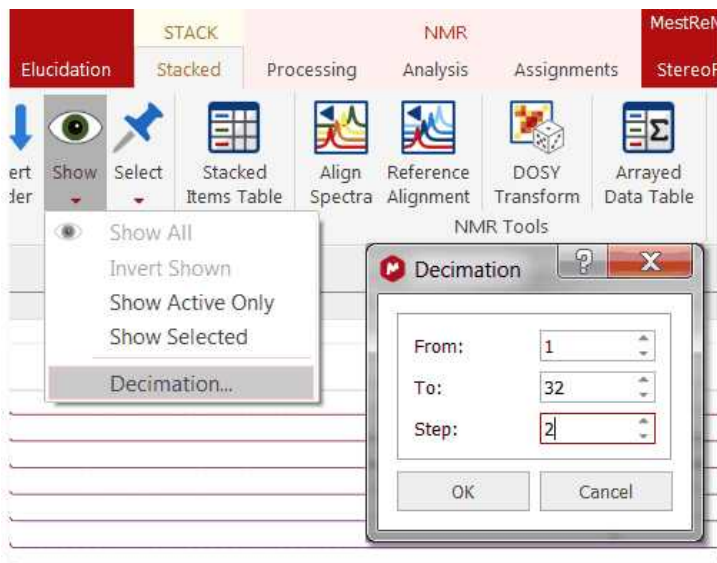 STACK NMR MestReN
Elucidation Stacked Processing Analysis Assignments StereoF
ert Show Select Stacked Align Reference DOSY Arrayed
der Items Table Spectra Alignment Transform Data Table
NMR Tools
Show All
Invert Shown
Show Active Only
Show Selected
Decimation...
Decimation
From: 1
To: 32
Step: 2
OK Cancel